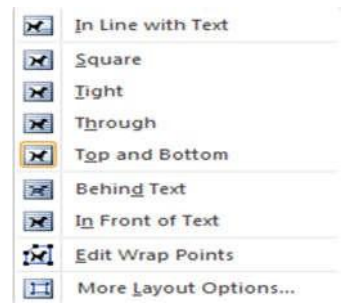 In Line with Text
Square
Tight
Through
Top and Bottom
Behind Text
In Front of Text
Edit Wrap Points
More Layout Options...